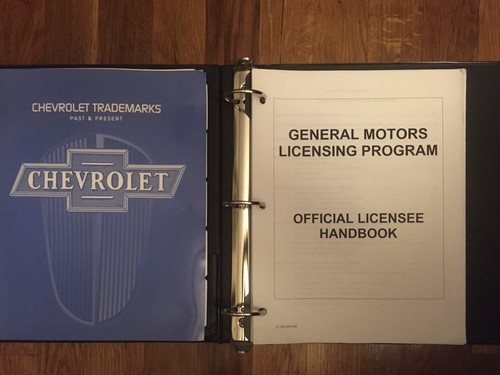 CHEVROLET TRADEMARKS
PAST & PRESENT
CHEVROLET
GENERAL MOTORS
LICENSING PROGRAM
OFFICIAL LICENSEE
HANDBOOK